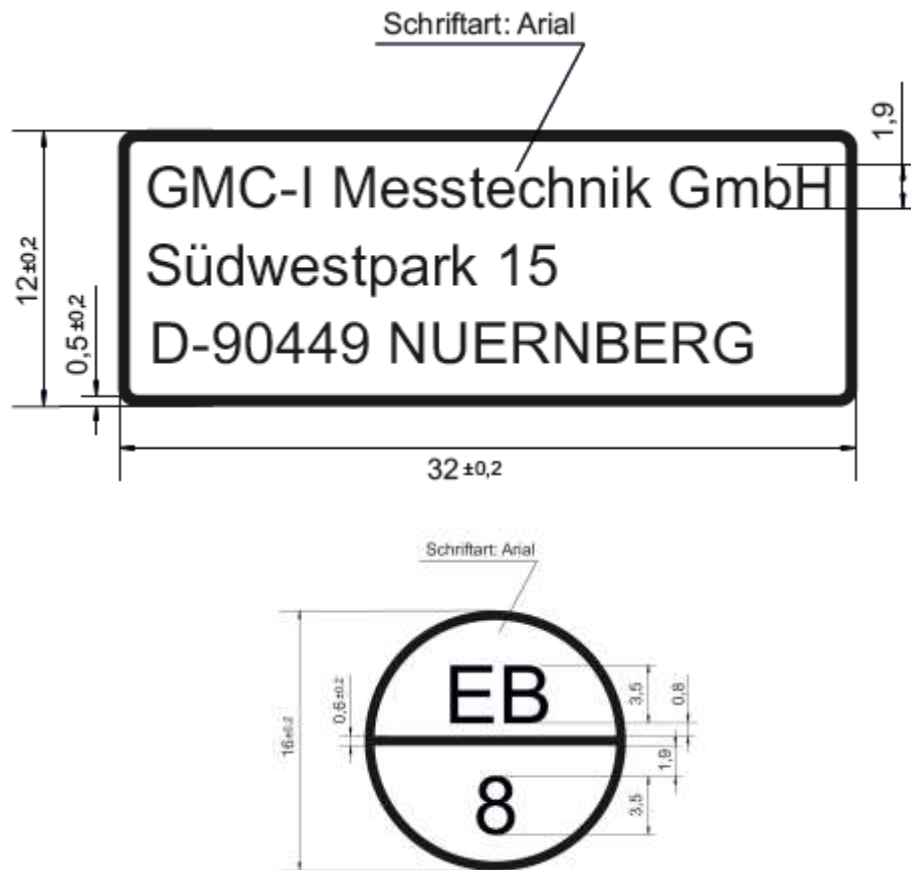 Schriftart: Arial
1,9
GMC-I Messtechnik GmbH
Südwestpark 15
D-90449 NUERNBERG
12±0,2
0,5±0,2
32±0,2
Schriftart: Arial
EB
3,5
0,8
0,6±0,2
16±0,2
1,9
8
3,5